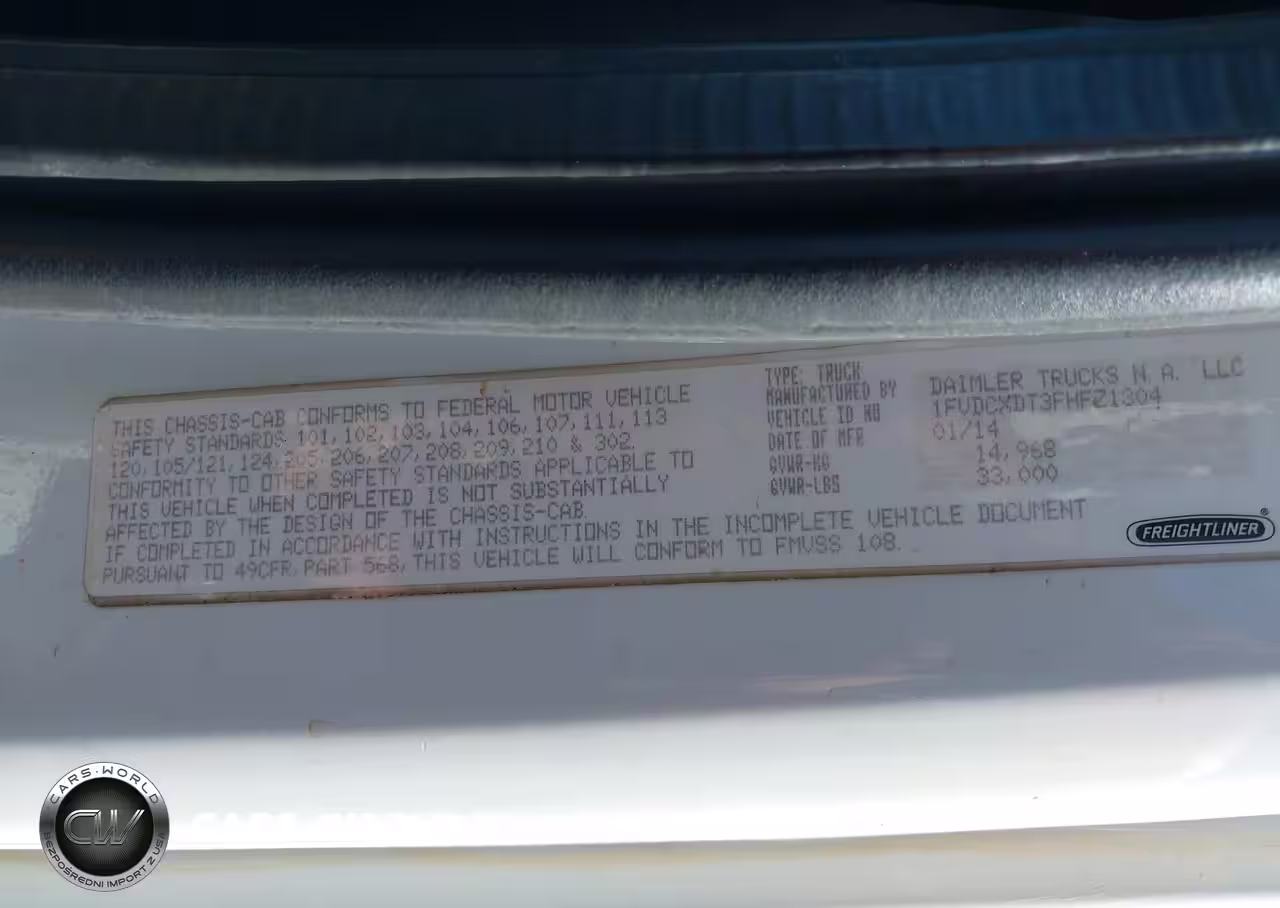 THIS CHASSIS-CAB CONFORMS TO FEDERAL MOTOR VEHICLE
SAFETY STANDARDS 101, 102, 103, 104, 106, 107, 111, 113
120, 105/121, 124, 205, 206, 207, 208, 209, 210 & 302.
CONFORMITY TO OTHER SAFETY STANDARDS APPLICABLE TO
THIS VEHICLE WHEN COMPLETED IS NOT SUBSTANTIALLY
AFFECTED BY THE DESIGN OF THE CHASSIS-CAB.
IF COMPLETED IN ACCORDANCE WITH INSTRUCTIONS IN THE INCOMPLETE VEHICLE DOCUMENT
PURSUANT TO 49CFR, PART 568, THIS VEHICLE WILL CONFORM TO FMVSS 108.
TYPE: TRUCK
MANUFACTURED BY DAIMLER TRUCKS N. A. LLC
VEHICLE ID NO 1FVDCXDT3FHFZ1304
DATE OF MFR 01/14
GVWR-KG 14,968
GVWR-LBS 33,000
FREIGHTLINER®
CARS·WORLD
CW
BEZPOŚREDNI IMPORT Z USA